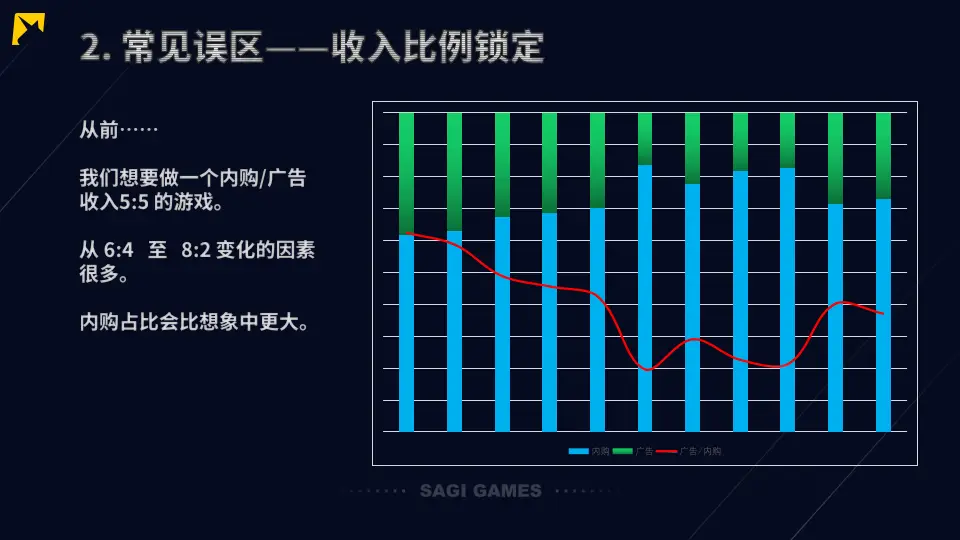 2. 常见误区——收入比例锁定
从前……
我们想要做一个内购/广告
收入5:5 的游戏。
从 6:4 至 8:2 变化的因素
很多。
内购占比会比想象中更大。
内购 广告 广告/内购
SAGI GAMES